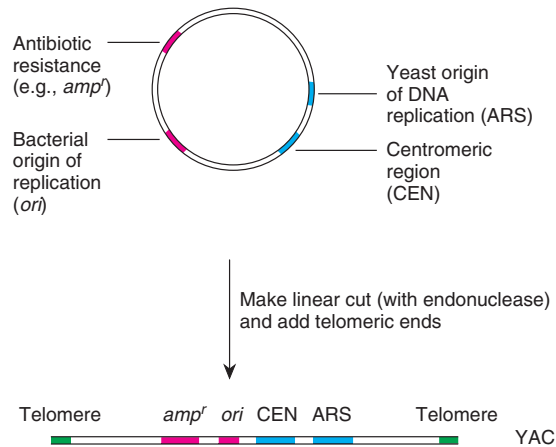 Antibiotic
resistance
(e.g., ampʳ)
Bacterial
origin of
replication
(ori)
Yeast origin
of DNA
replication (ARS)
Centromeric
region
(CEN)
Make linear cut (with endonuclease)
and add telomeric ends
Telomere ampʳ ori CEN ARS Telomere
YAC